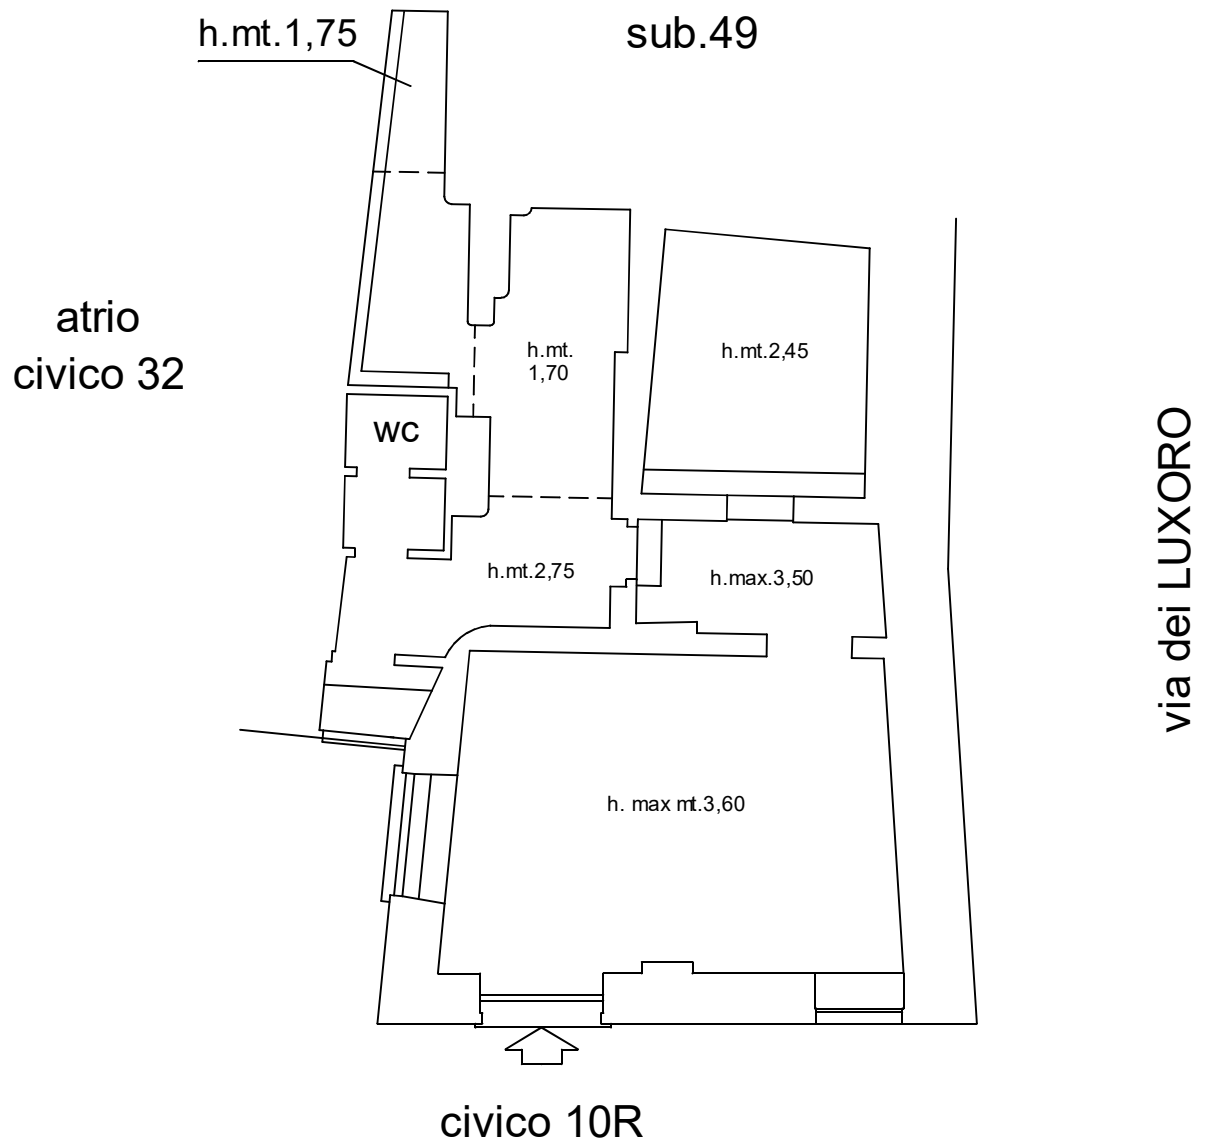 h.mt.1,75
sub.49
atrio
civico 32
h.mt.
1,70
h.mt.2,45
wc
h.mt.2,75
h.max.3,50
via dei LUXORO
h. max mt.3,60
civico 10R